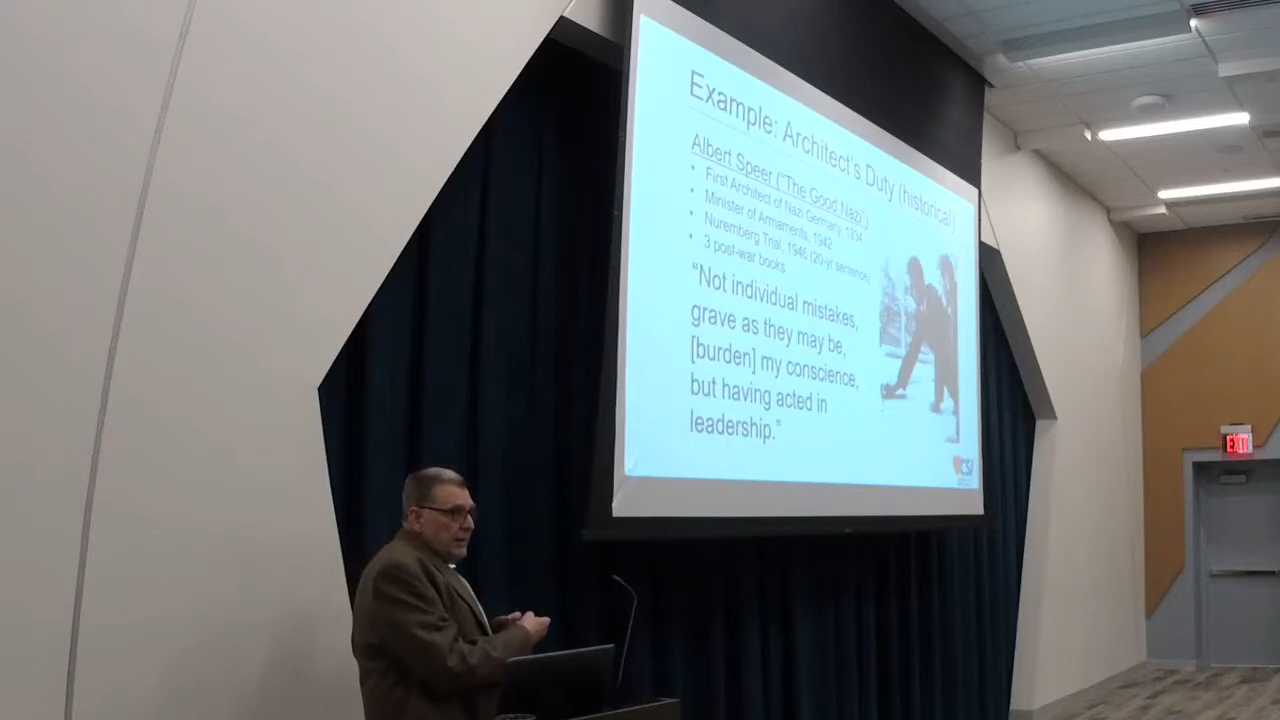 Example: Architect's Duty (historical)
Albert Speer ("The Good Nazi")
• First Architect of Nazi Germany, 1934
• Minister of Armaments, 1942
• Nuremberg Trial, 1946 (20-yr sentence)
• 3 post-war books
"Not individual mistakes,
grave as they may be,
[burden] my conscience,
but having acted in
leadership."
CSI
EXIT